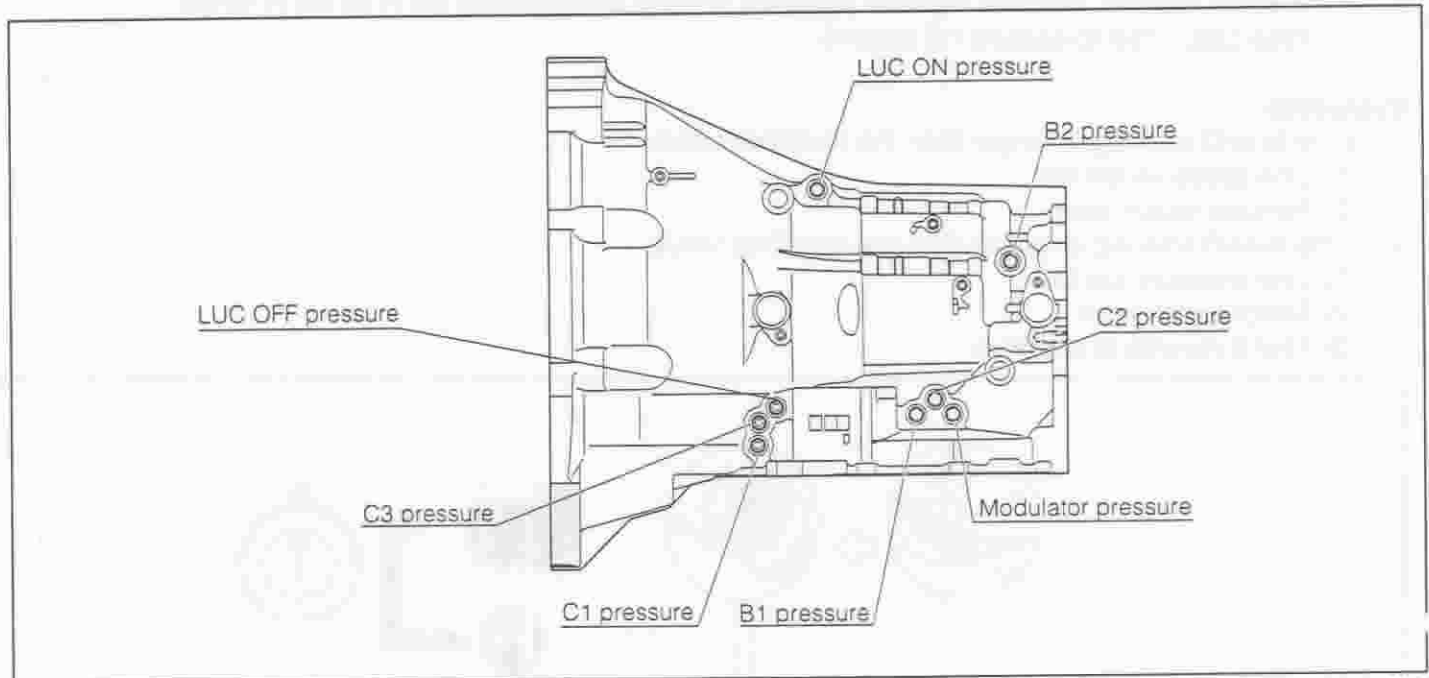 LUC ON pressure
B2 pressure
LUC OFF pressure
C2 pressure
C3 pressure
Modulator pressure
C1 pressure
B1 pressure